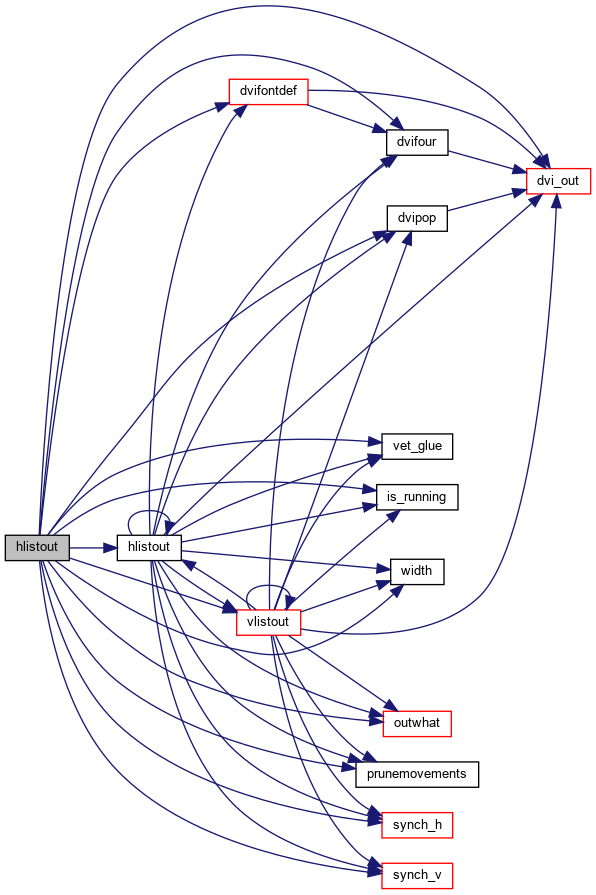 dvifontdef
dvifour
dvi_out
dvipop
vet_glue
is_running
hlistout
hlistout
width
vlistout
outwhat
prunemovements
synch_h
synch_v